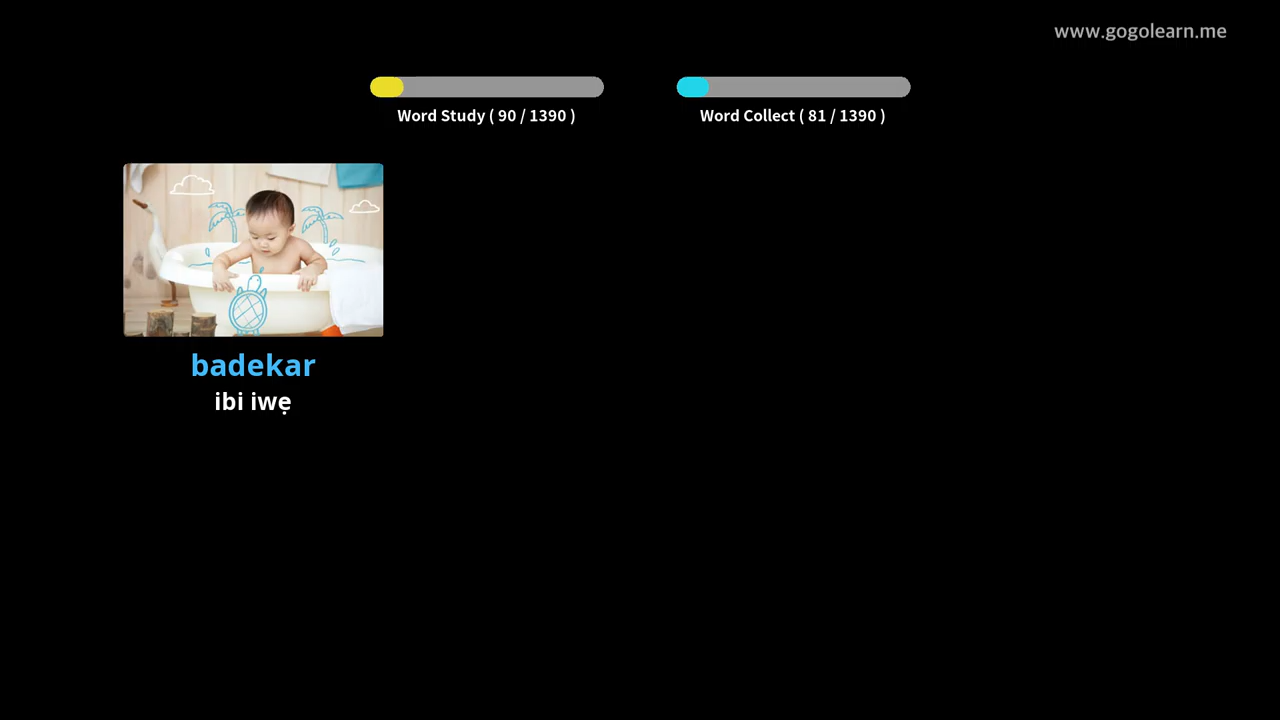 www.gogolearn.me
Word Study ( 90 / 1390 )
Word Collect ( 81 / 1390 )
badekar
ibi iwẹ